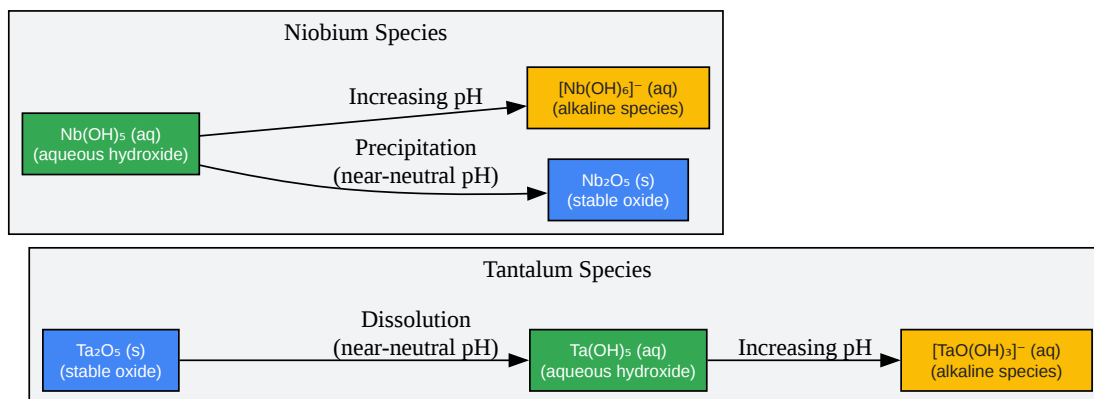 Niobium Species
Increasing pH
[Nb(OH)₆]⁻ (aq)
(alkaline species)
Nb(OH)₅ (aq)
(aqueous hydroxide)
Precipitation
(near-neutral pH)
Nb₂O₅ (s)
(stable oxide)
Tantalum Species
Ta₂O₅ (s)
(stable oxide)
Dissolution
(near-neutral pH)
Ta(OH)₅ (aq)
(aqueous hydroxide)
Increasing pH
[TaO(OH)₃]⁻ (aq)
(alkaline species)